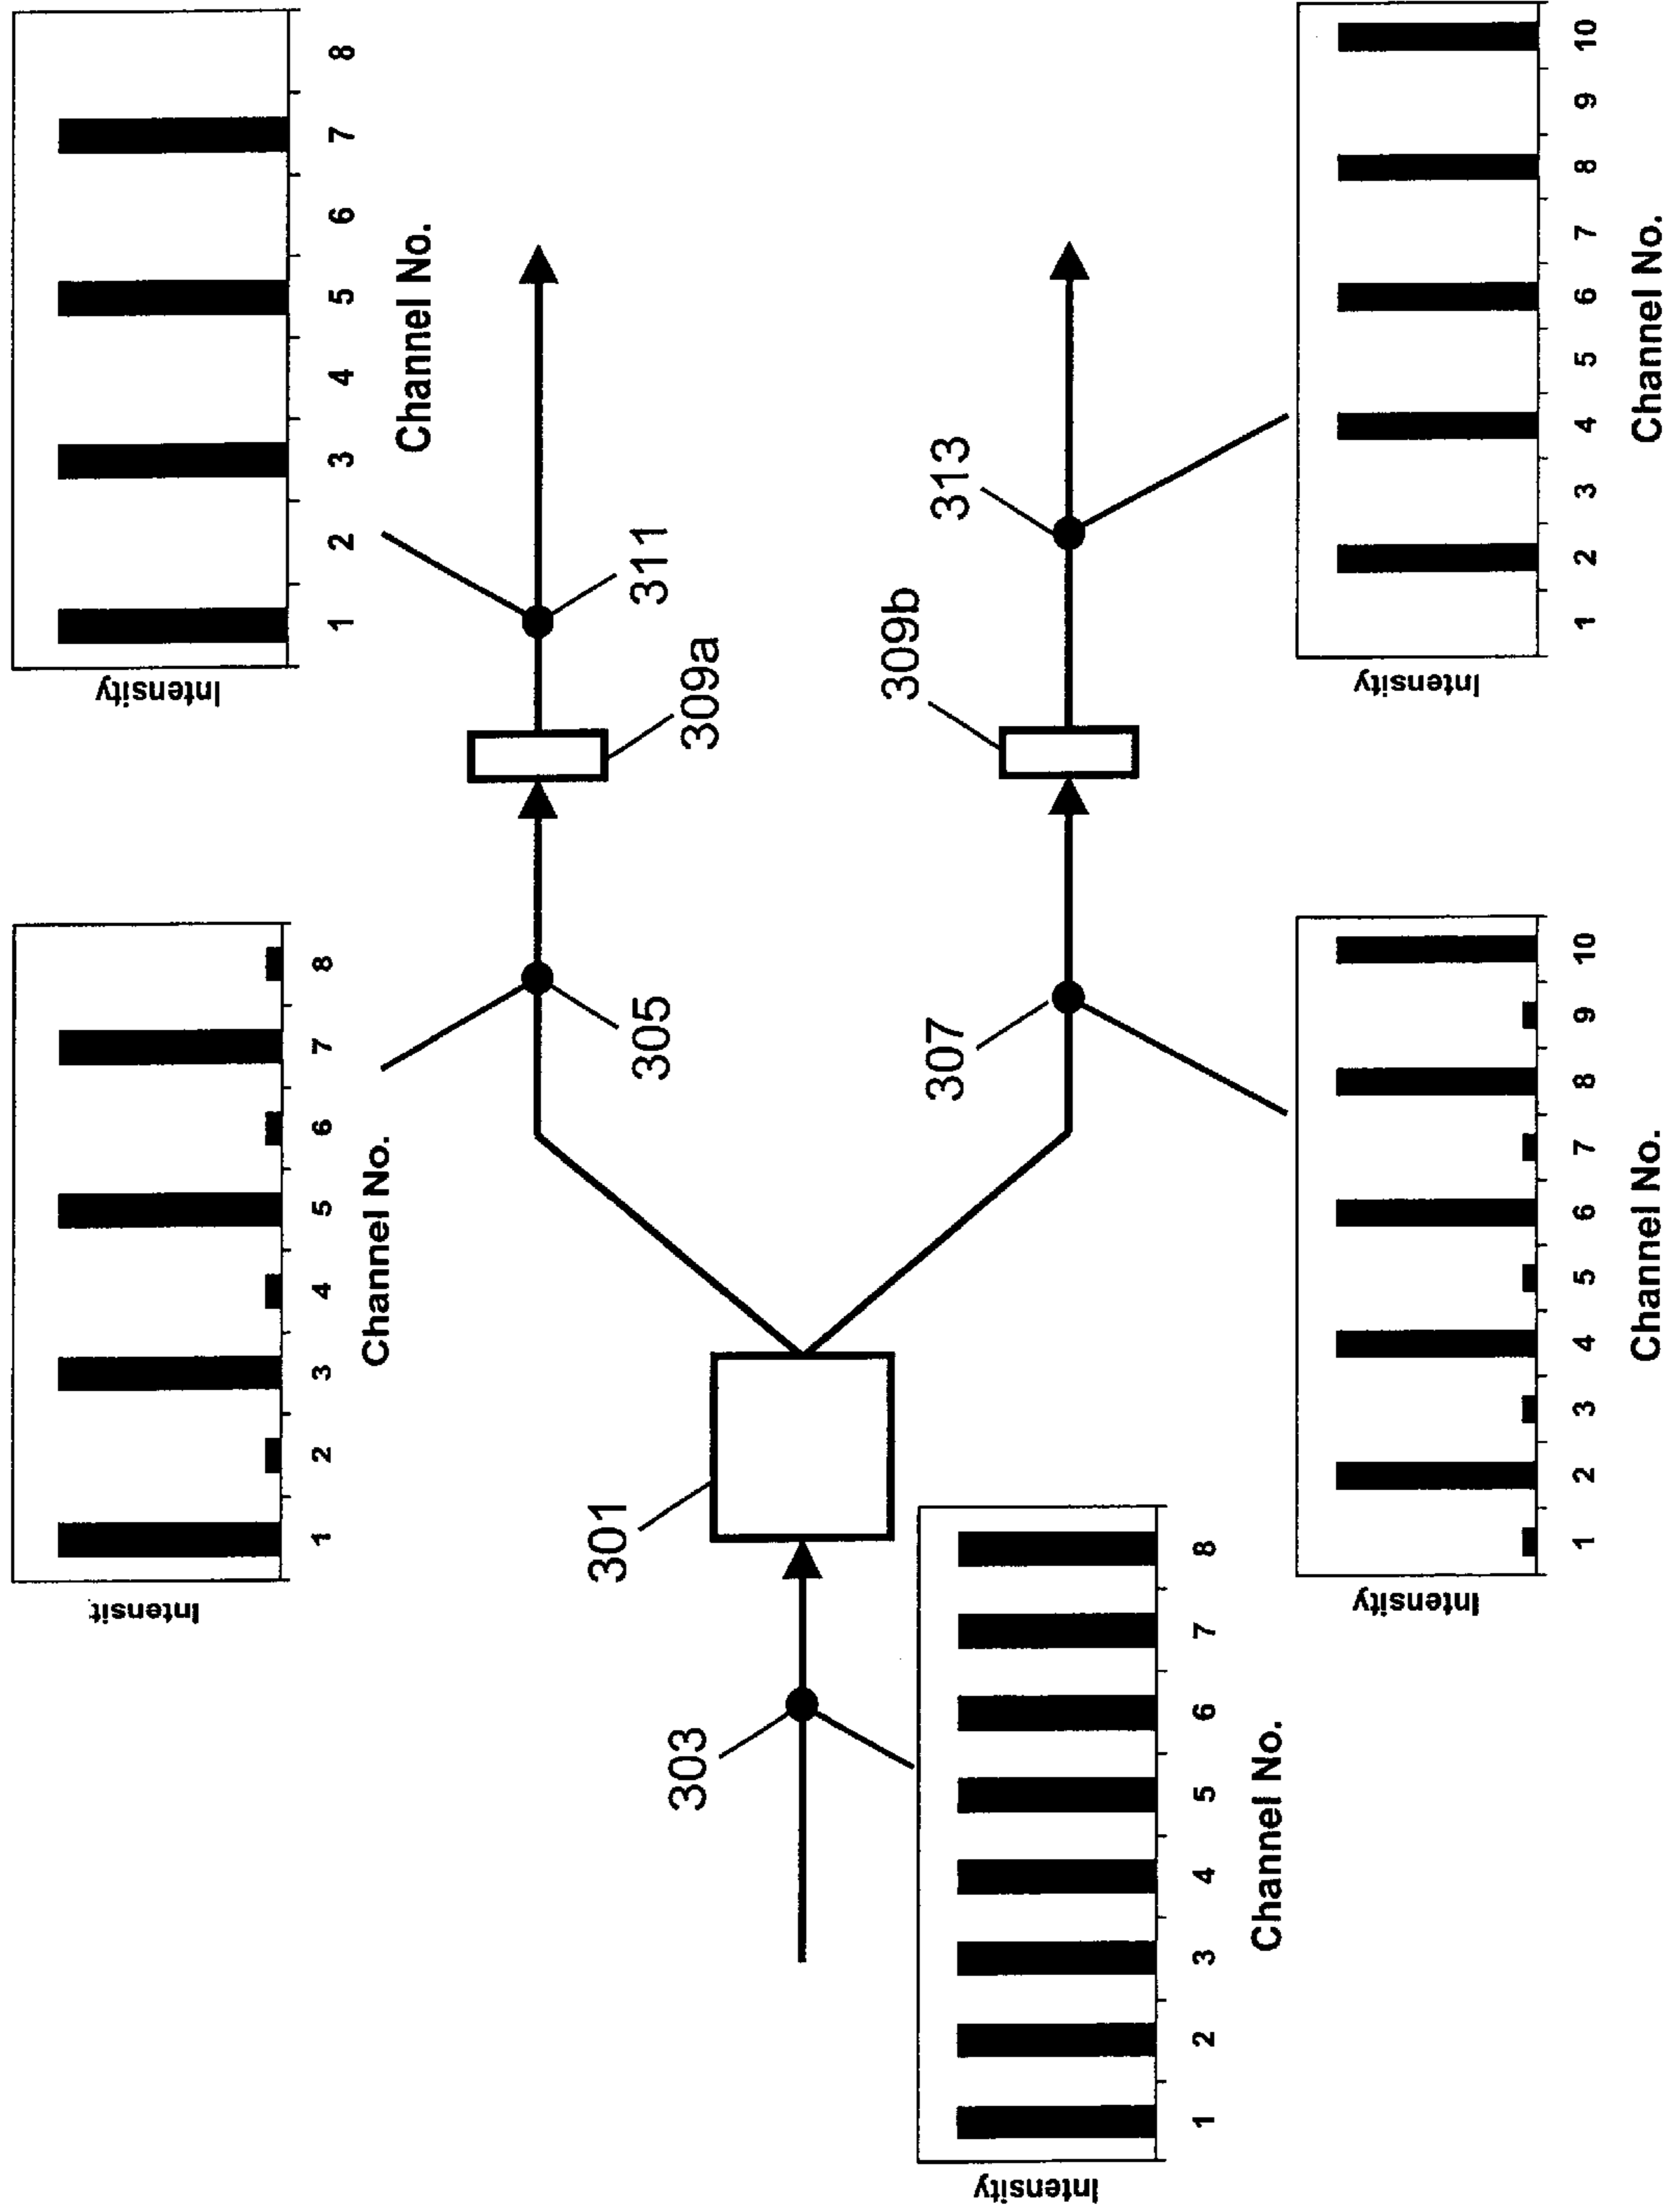 Intensit
1 2 3 4 5 6 7 8
Channel No.
Intensity
1 2 3 4 5 6 7 8
Channel No.
305
311
309a
301
303
Intensity
1 2 3 4 5 6 7 8
Channel No.
307
309b
313
Intensity
1 2 3 4 5 6 7 8 9 10
Channel No.
Intensity
1 2 3 4 5 6 7 8 9 10
Channel No.